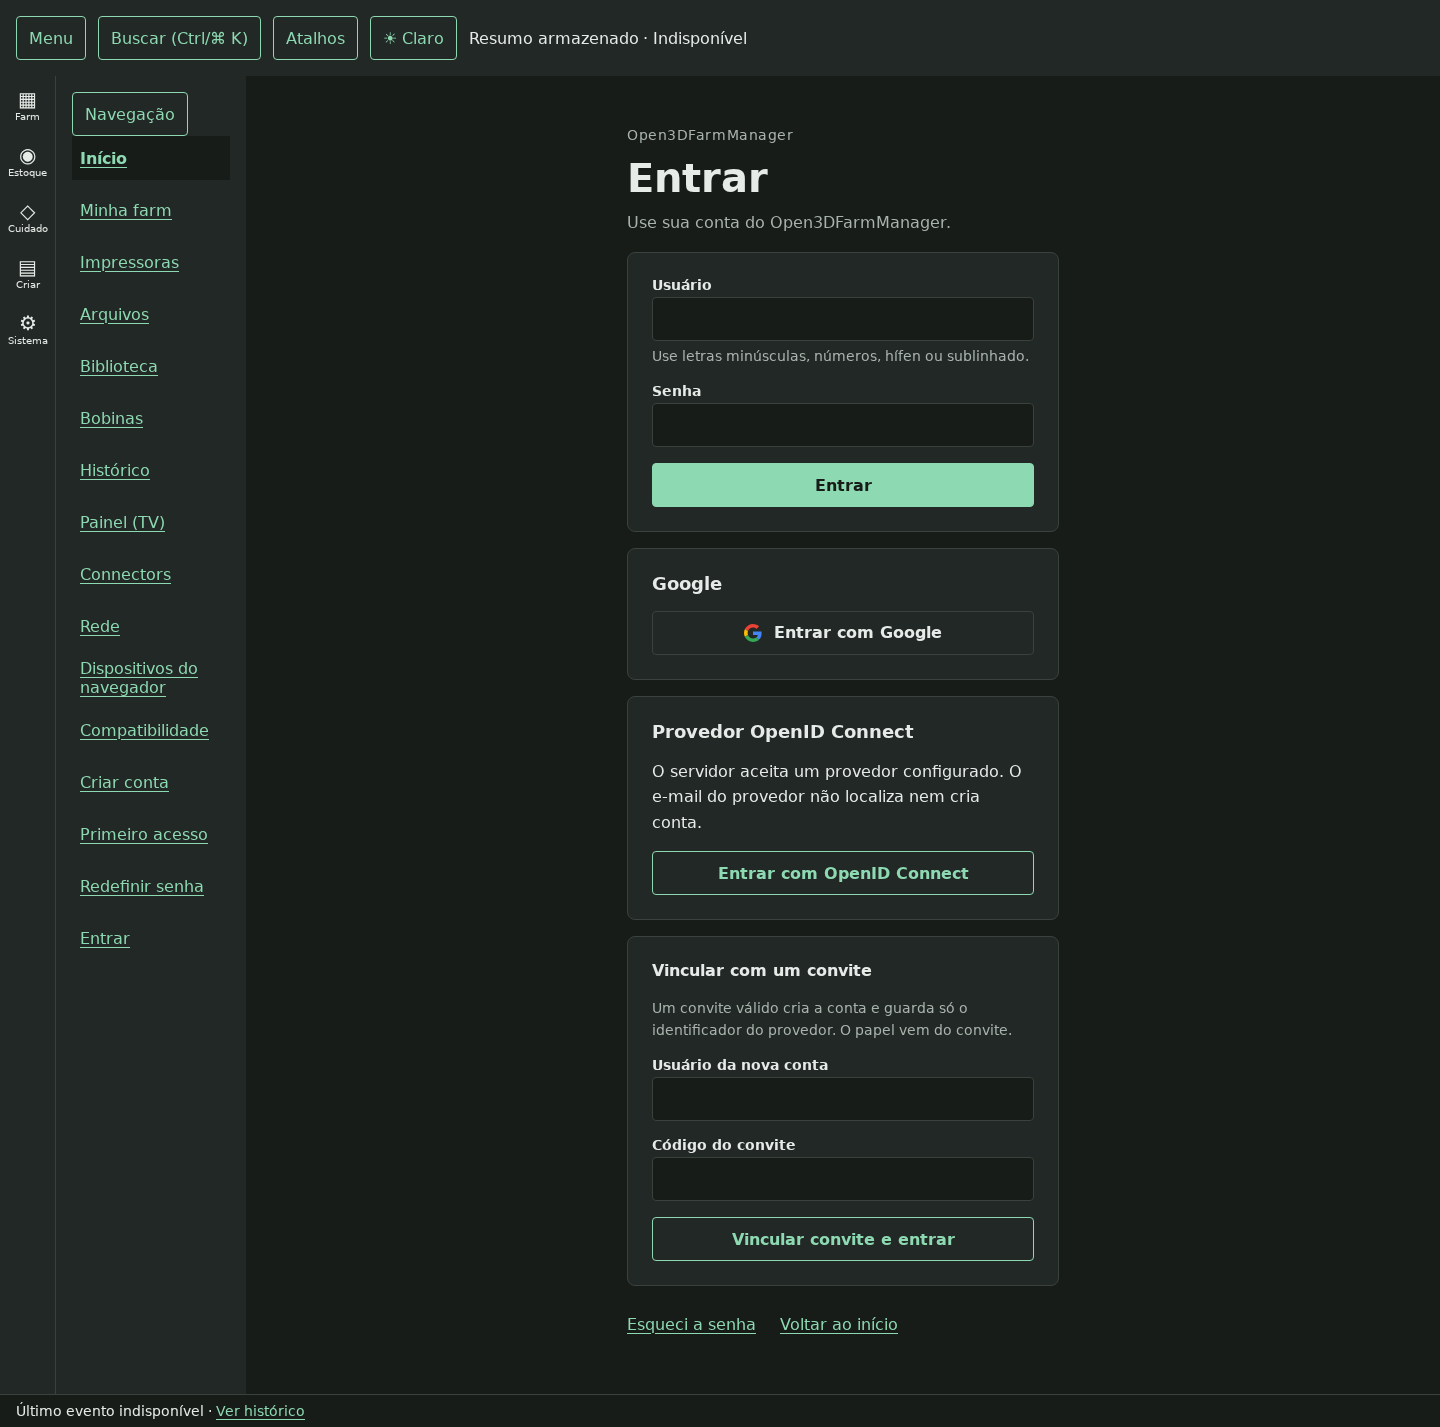 Menu
Buscar (Ctrl/⌘ K)
Atalhos
☀ Claro
Resumo armazenado · Indisponível
Farm
Estoque
Cuidado
Criar
Sistema
Navegação
Início
Minha farm
Impressoras
Arquivos
Biblioteca
Bobinas
Histórico
Painel (TV)
Connectors
Rede
Dispositivos do
navegador
Compatibilidade
Criar conta
Primeiro acesso
Redefinir senha
Entrar
Open3DFarmManager
Entrar
Use sua conta do Open3DFarmManager.
Usuário
Use letras minúsculas, números, hífen ou sublinhado.
Senha
Entrar
Google
Entrar com Google
Provedor OpenID Connect
O servidor aceita um provedor configurado. O
e-mail do provedor não localiza nem cria
conta.
Entrar com OpenID Connect
Vincular com um convite
Um convite válido cria a conta e guarda só o
identificador do provedor. O papel vem do convite.
Usuário da nova conta
Código do convite
Vincular convite e entrar
Esqueci a senha
Voltar ao início
Último evento indisponível · Ver histórico